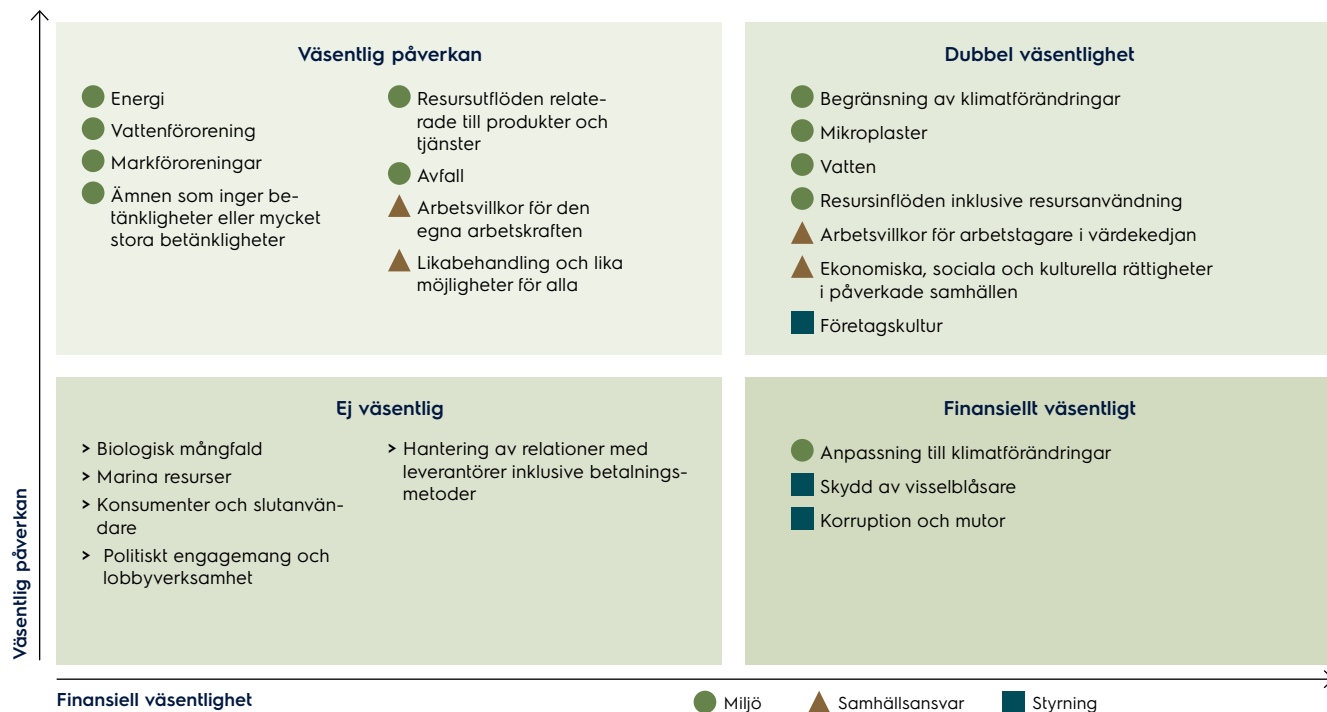 Väsentlig påverkan
Energi
Vattenförorening
Markföroreningar
Ämnen som inger be-
tänkligheter eller mycket
stora betänkligheter
Resursutflöden relate-
rade till produkter och
tjänster
Avfall
Arbetsvillkor för den
egna arbetskraften
Likabehandling och lika
möjligheter för alla
Dubbel väsentlighet
Begränsning av klimatförändringar
Mikroplaster
Vatten
Resursinflöden inklusive resursanvändning
Arbetsvillkor för arbetstagare i värdekedjan
Ekonomiska, sociala och kulturella rättigheter
i påverkade samhällen
Företagskultur
Ej väsentlig
> Biologisk mångfald
> Marina resurser
> Konsumenter och slutanvän-
dare
> Politiskt engagemang och
lobbyverksamhet
> Hantering av relationer med
leverantörer inklusive betalnings-
metoder
Finansiellt väsentligt
Anpassning till klimatförändringar
Skydd av visselblåsare
Korruption och mutor
Väsentlig påverkan
Finansiell väsentlighet
Miljö
Samhällsansvar
Styrning